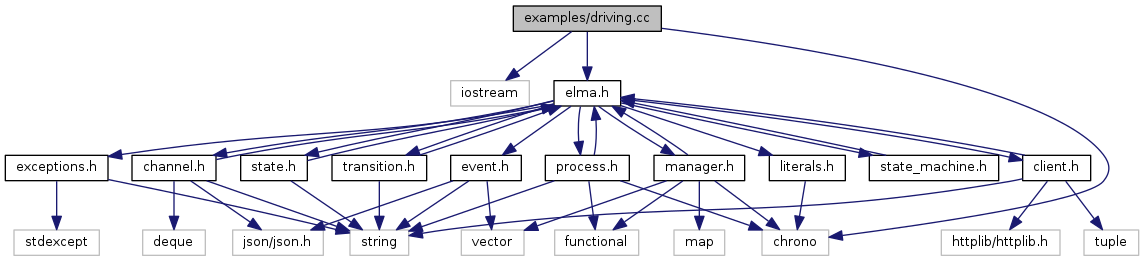 examples/driving.cc
iostream
elma.h
exceptions.h
channel.h
state.h
transition.h
event.h
process.h
manager.h
literals.h
state_machine.h
client.h
stdexcept
deque
json/json.h
string
vector
functional
map
chrono
httplib/httplib.h
tuple